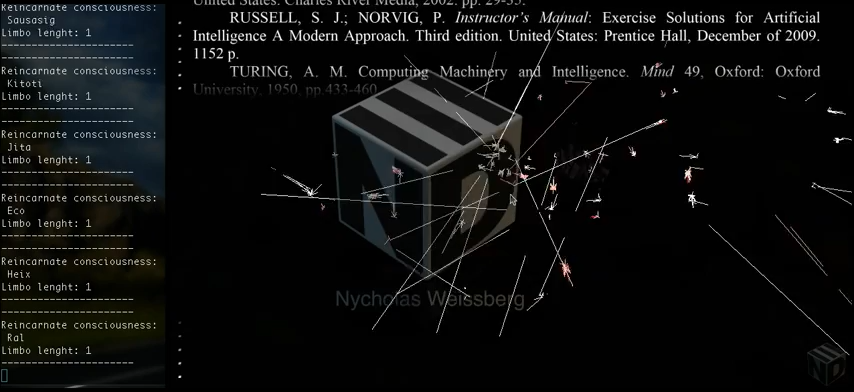 Reincarnate consciousness:
Sausasig
Limbo lenght: 1
---------------------
---------------------
Reincarnate consciousness:
Kitoti
Limbo lenght: 1
---------------------
---------------------
Reincarnate consciousness:
Jita
Limbo lenght: 1
---------------------
---------------------
Reincarnate consciousness:
Eco
Limbo lenght: 1
---------------------
---------------------
Reincarnate consciousness:
Heix
Limbo lenght: 1
---------------------
---------------------
Reincarnate consciousness:
Ral
Limbo lenght: 1
---------------------
United States: Charles River Media, 2002. pp. 29-35.
RUSSELL, S. J.; NORVIG, P. Instructor's Manual: Exercise Solutions for Artificial
Intelligence A Modern Approach. Third edition. United States: Prentice Hall, December of 2009.
1152 p.
TURING, A. M. Computing Machinery and Intelligence. Mind 49, Oxford: Oxford
University, 1950, pp.433-460
N D
Nycholas Weissberg
ND